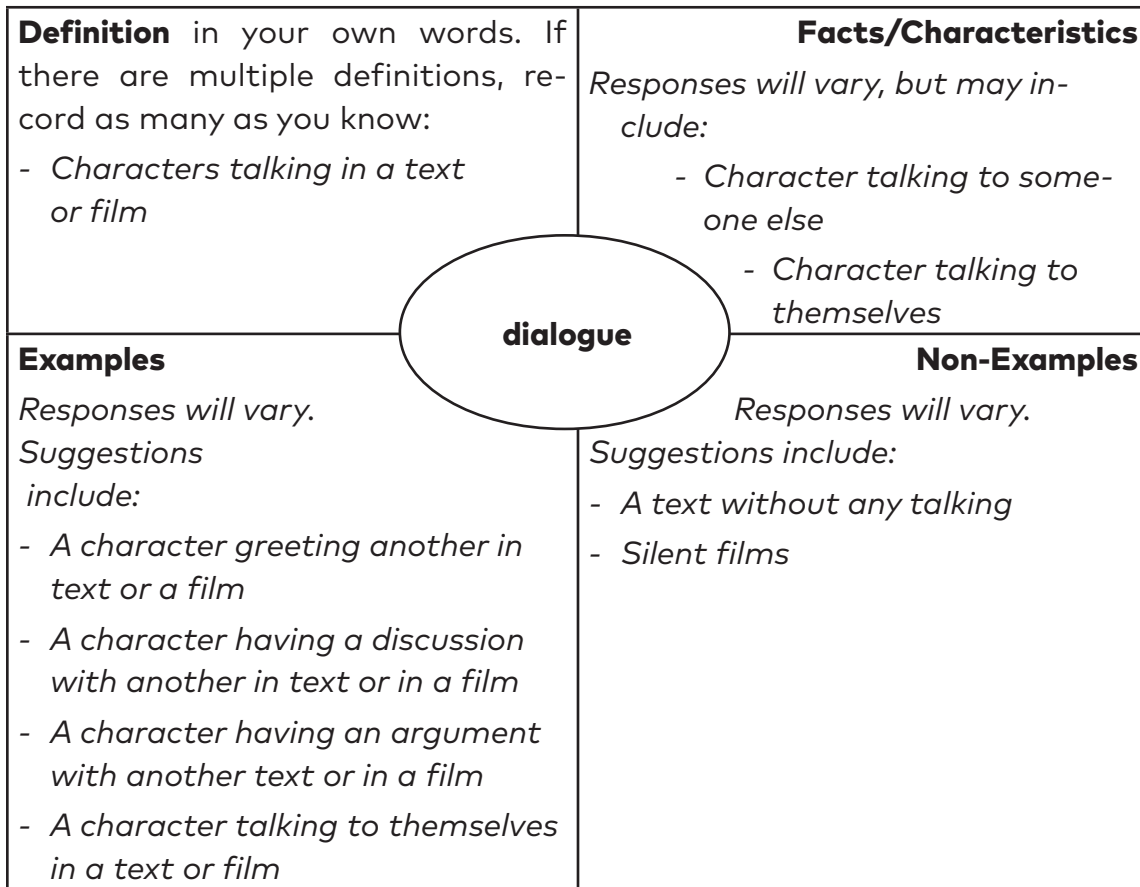 Definition in your own words. If
there are multiple definitions, re-
cord as many as you know:
- Characters talking in a text
or film
Facts/Characteristics
Responses will vary, but may in-
clude:
- Character talking to some-
one else
- Character talking to
themselves
dialogue
Examples
Responses will vary.
Suggestions
include:
- A character greeting another in
text or a film
- A character having a discussion
with another in text or in a film
- A character having an argument
with another text or in a film
- A character talking to themselves
in a text or film
Non-Examples
Responses will vary.
Suggestions include:
- A text without any talking
- Silent films